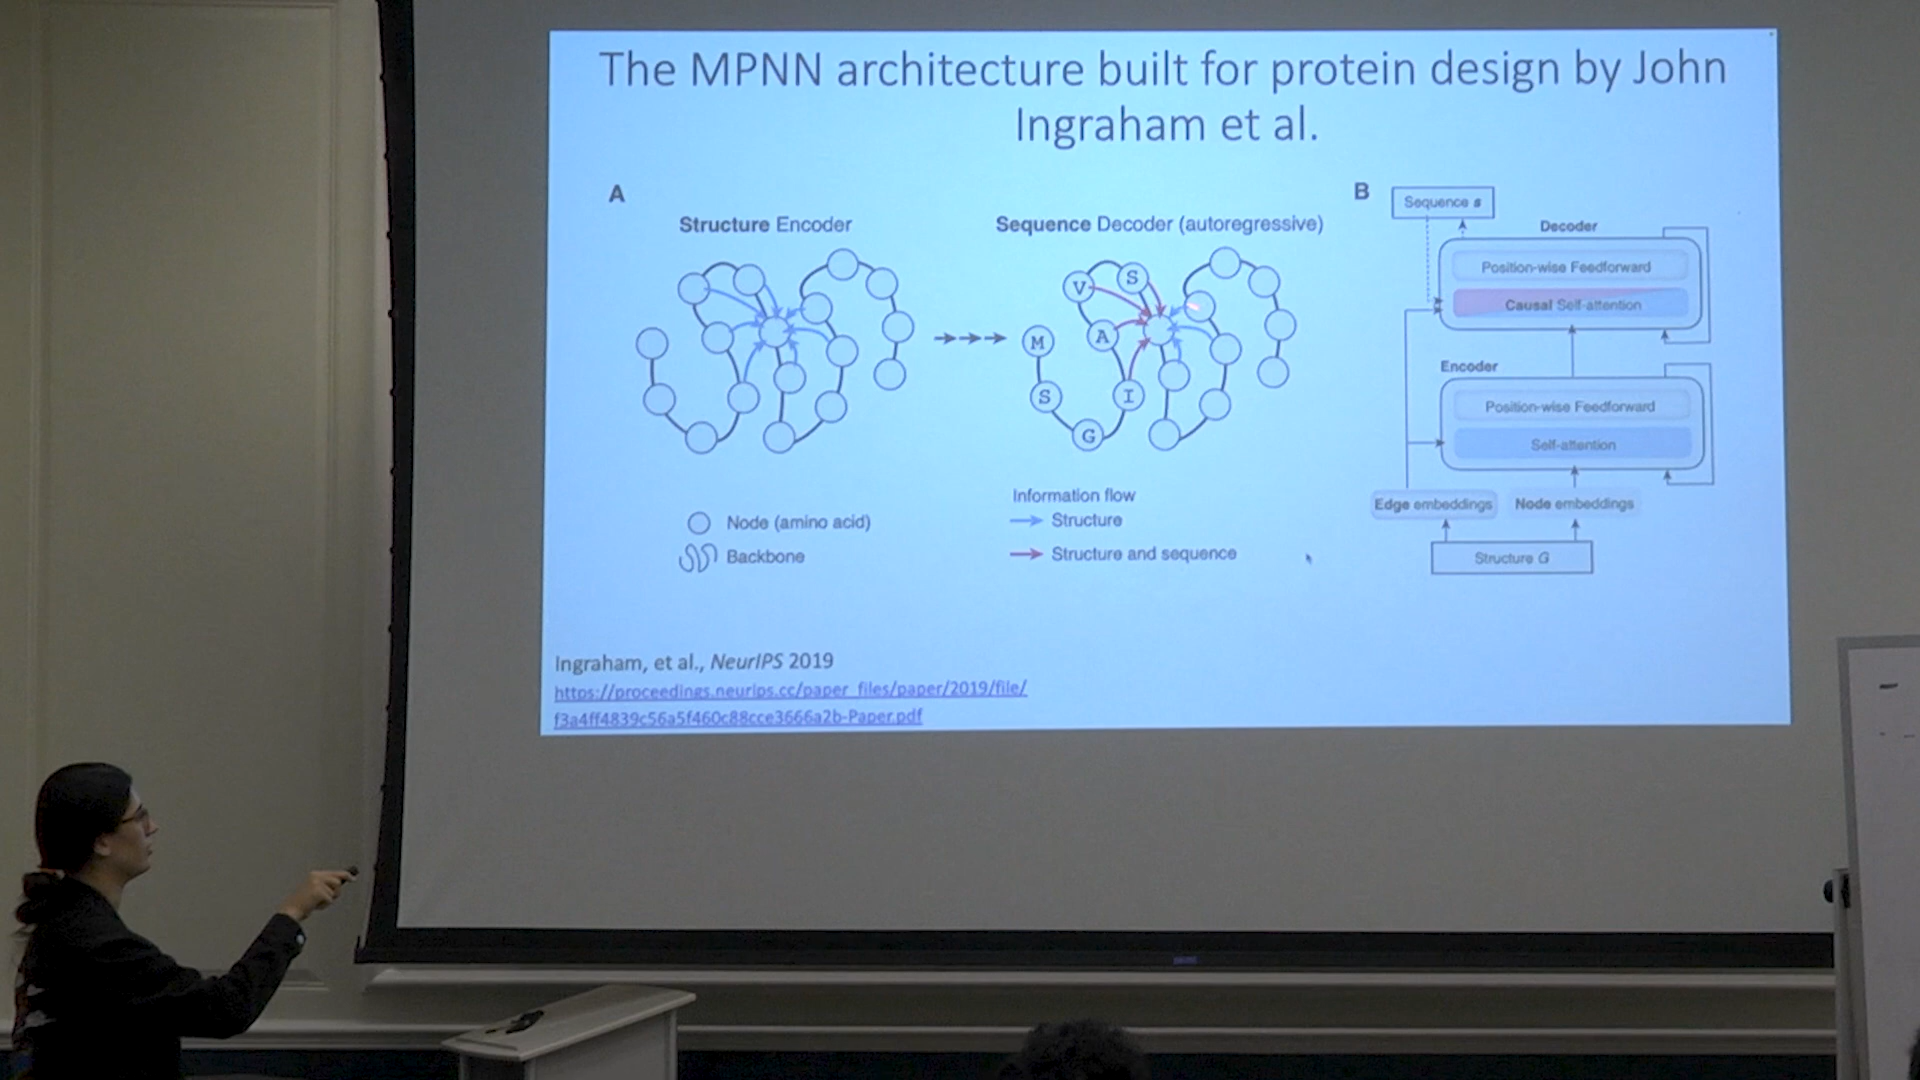 The MPNN architecture built for protein design by John
Ingraham et al.
A
Structure Encoder
Sequence Decoder (autoregressive)
V
S
A
M
S
I
G
Node (amino acid)
Backbone
Information flow
Structure
Structure and sequence
B
Sequence s
Decoder
Position-wise Feedforward
Causal Self-attention
Encoder
Position-wise Feedforward
Self-attention
Edge embeddings
Node embeddings
Structure G
Ingraham, et al., NeurIPS 2019
https://proceedings.neurips.cc/paper_files/paper/2019/file/
f3a4ff4839c56a5f460c88cce3666a2b-Paper.pdf